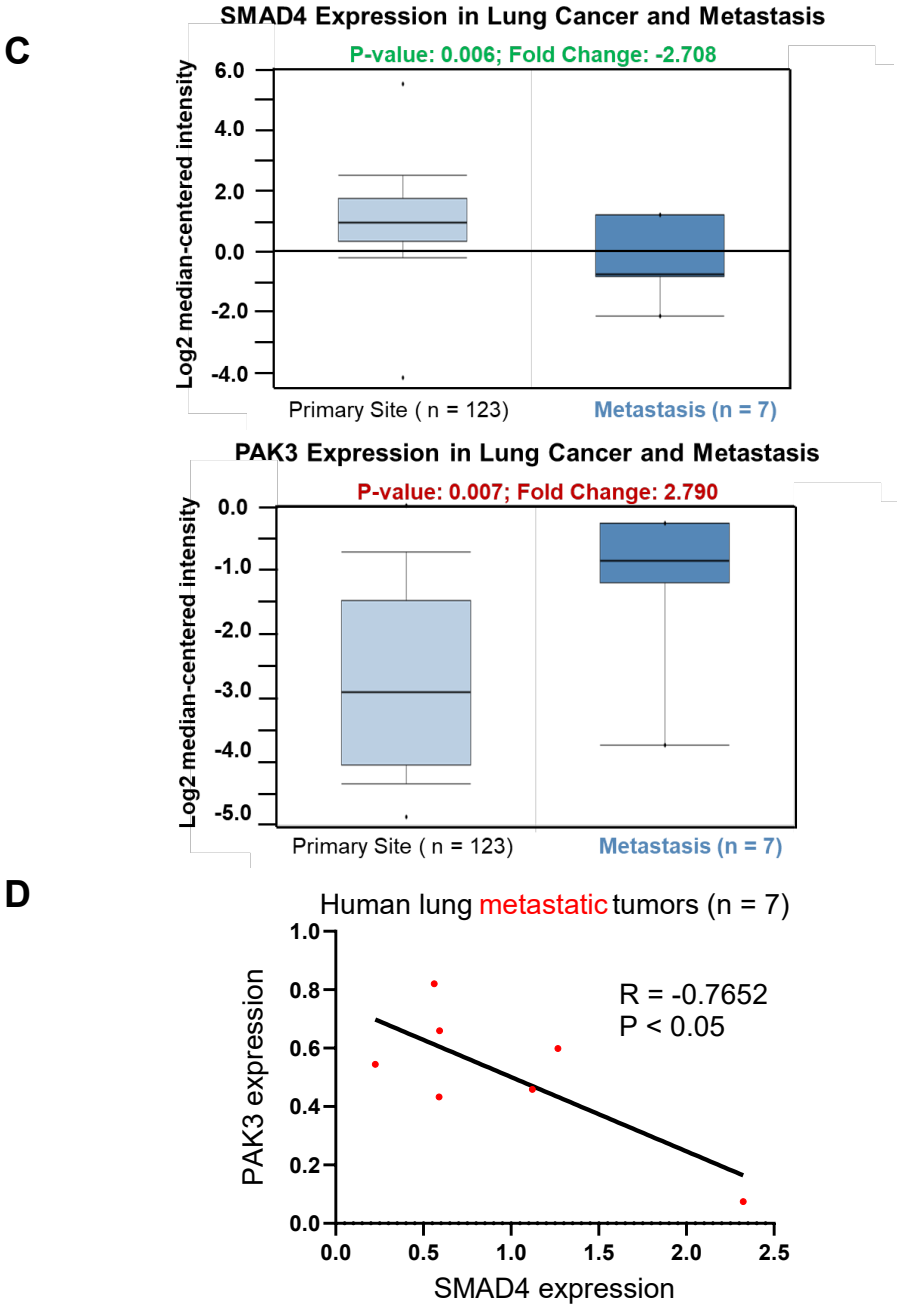 C
SMAD4 Expression in Lung Cancer and Metastasis
P-value: 0.006; Fold Change: -2.708
Log2 median-centered intensity
6.0
4.0
2.0
0.0
-2.0
-4.0
Primary Site ( n = 123)
Metastasis (n = 7)
PAK3 Expression in Lung Cancer and Metastasis
P-value: 0.007; Fold Change: 2.790
Log2 median-centered intensity
0.0
-1.0
-2.0
-3.0
-4.0
-5.0
Primary Site ( n = 123)
Metastasis (n = 7)
D
Human lung metastatic tumors (n = 7)
R = -0.7652
P < 0.05
PAK3 expression
1.0
0.8
0.6
0.4
0.2
0.0
0.0 0.5 1.0 1.5 2.0 2.5
SMAD4 expression